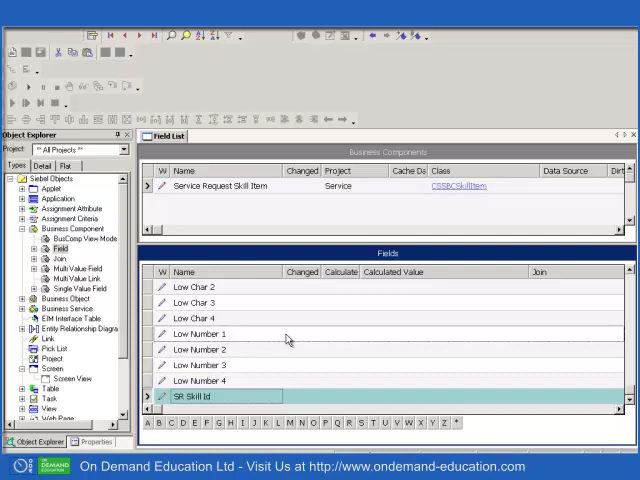 Object Explorer
Project: ** All Projects **
Types Detail Flat
Siebel Objects
Applet
Application
Assignment Attribute
Assignment Criteria
Business Component
BusComp View Mode
Field
Join
Multi Value Field
Multi Value Link
Single Value Field
Business Object
Business Service
EIM Interface Table
Entity Relationship Diagra
Link
Pick List
Project
Screen
Screen View
Table
Task
View
Web Page
Object Explorer Properties
Field List
Business Components
W Name Changed Project Cache Da Class Data Source Dirt
Service Request Skill Item Service CSSBCSkillItem
Fields
W Name Changed Calculate Calculated Value Join
Low Char 2
Low Char 3
Low Char 4
Low Number 1
Low Number 2
Low Number 3
Low Number 4
SR Skill Id
A B C D E F G H I J K L M N O P Q R S T U V W X Y Z *
ON DEMAND EDUCATION
On Demand Education Ltd - Visit Us at http://www.ondemand-education.com